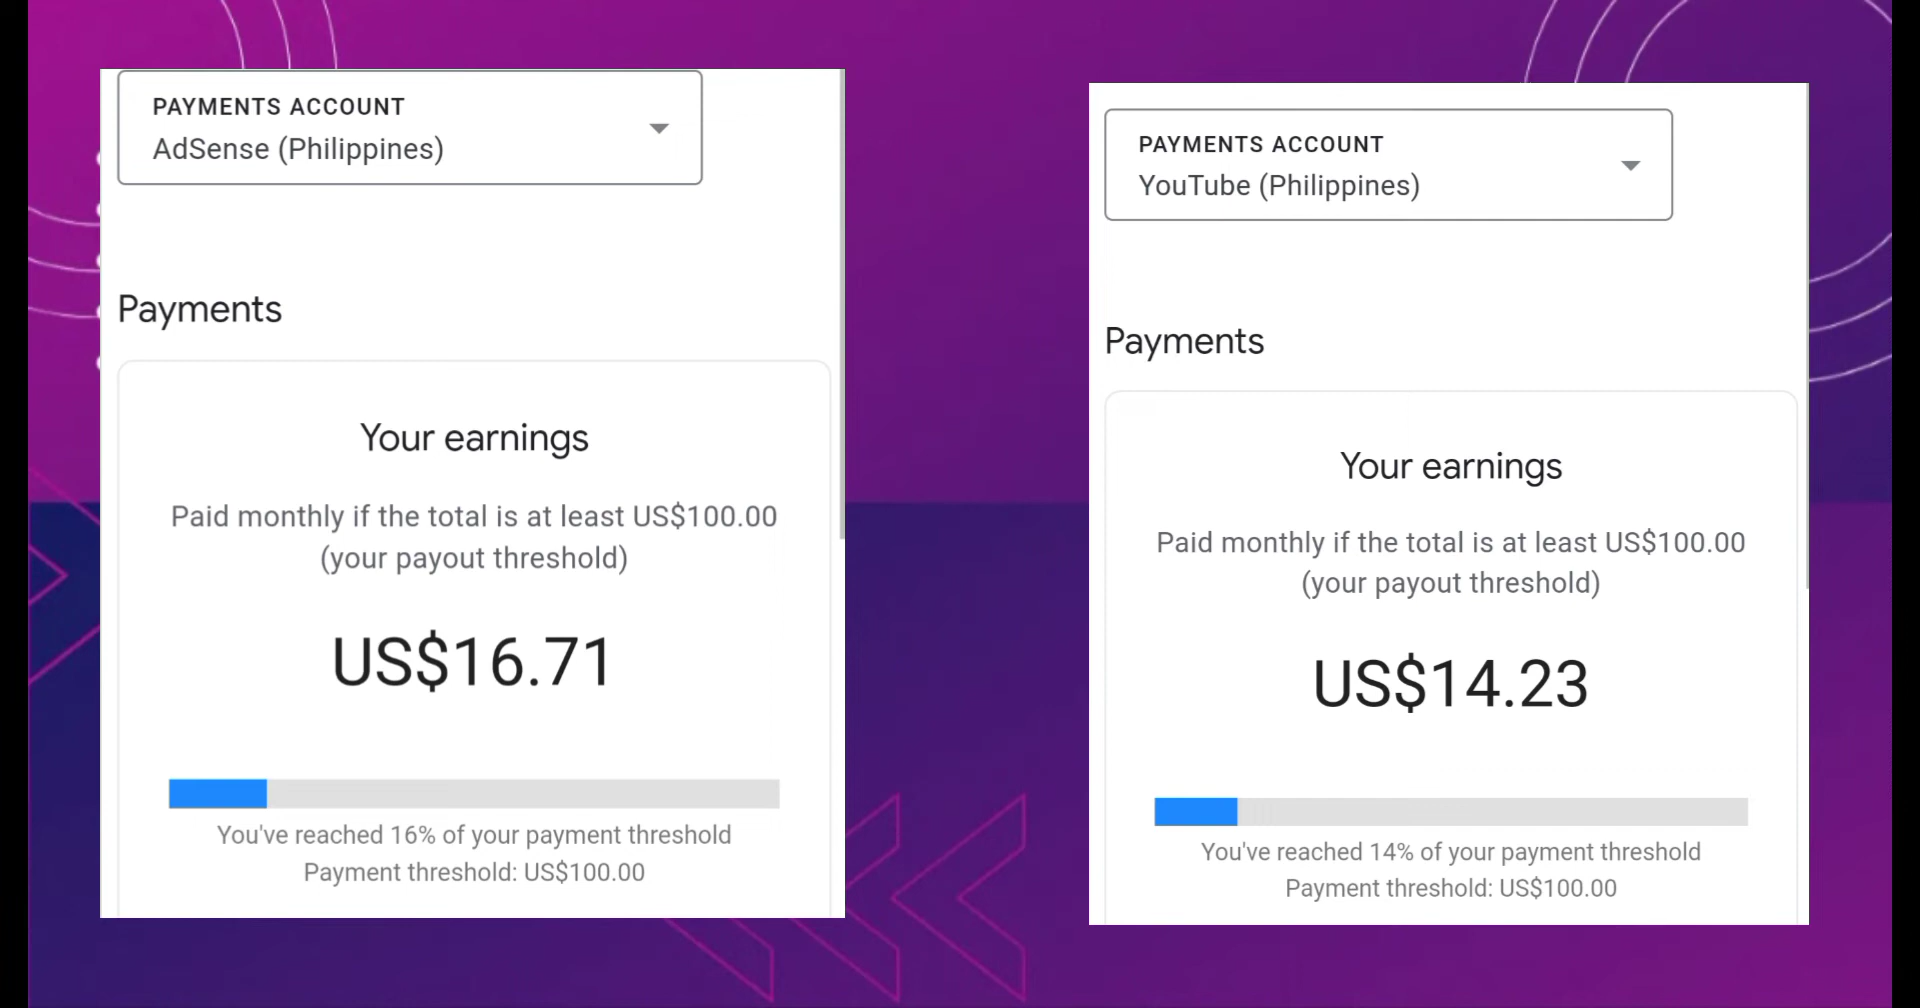 PAYMENTS ACCOUNT
AdSense (Philippines)
Payments
Your earnings
Paid monthly if the total is at least US$100.00
(your payout threshold)
US$16.71
You've reached 16% of your payment threshold
Payment threshold: US$100.00
PAYMENTS ACCOUNT
YouTube (Philippines)
Payments
Your earnings
Paid monthly if the total is at least US$100.00
(your payout threshold)
US$14.23
You've reached 14% of your payment threshold
Payment threshold: US$100.00